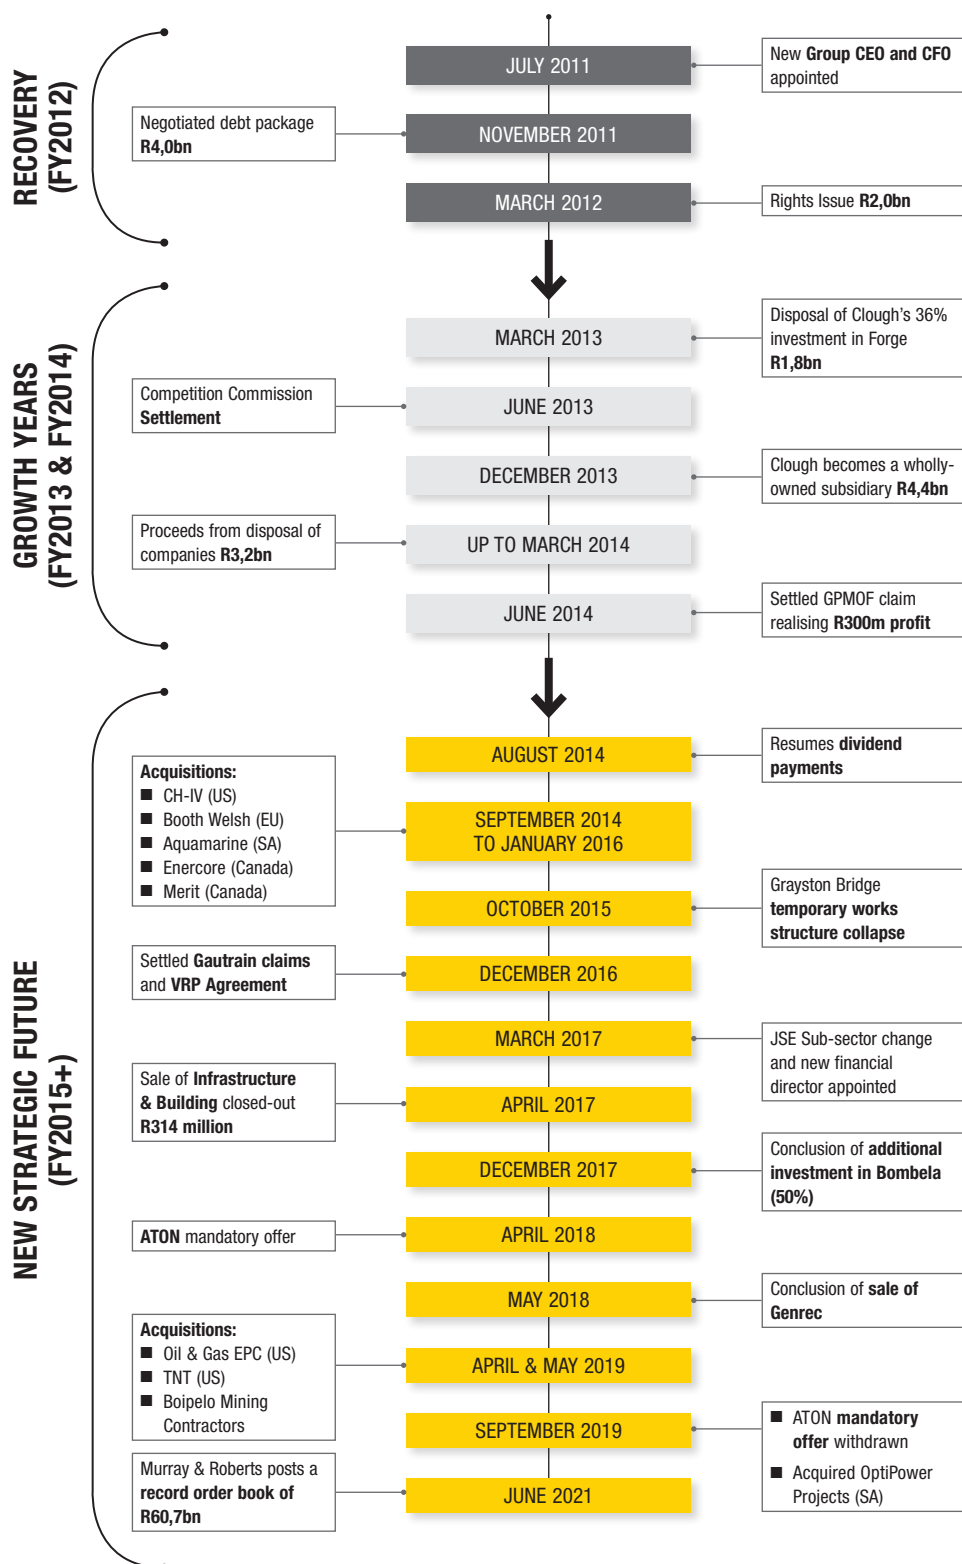 RECOVERY
(FY2012)
JULY 2011
New Group CEO and CFO
appointed
Negotiated debt package
R4,0bn
NOVEMBER 2011
MARCH 2012
Rights Issue R2,0bn
GROWTH YEARS
(FY2013 & FY2014)
MARCH 2013
Disposal of Clough's 36%
investment in Forge
R1,8bn
Competition Commission
Settlement
JUNE 2013
DECEMBER 2013
Clough becomes a wholly-
owned subsidiary R4,4bn
Proceeds from disposal of
companies R3,2bn
UP TO MARCH 2014
JUNE 2014
Settled GPMOF claim
realising R300m profit
NEW STRATEGIC FUTURE
(FY2015+)
AUGUST 2014
Resumes dividend
payments
Acquisitions:
■ CH-IV (US)
■ Booth Welsh (EU)
■ Aquamarine (SA)
■ Enercore (Canada)
■ Merit (Canada)
SEPTEMBER 2014
TO JANUARY 2016
OCTOBER 2015
Grayston Bridge
temporary works
structure collapse
Settled Gautrain claims
and VRP Agreement
DECEMBER 2016
MARCH 2017
JSE Sub-sector change
and new financial
director appointed
Sale of Infrastructure
& Building closed-out
R314 million
APRIL 2017
DECEMBER 2017
Conclusion of additional
investment in Bombela
(50%)
ATON mandatory offer
APRIL 2018
MAY 2018
Conclusion of sale of
Genrec
Acquisitions:
■ Oil & Gas EPC (US)
■ TNT (US)
■ Boipelo Mining
Contractors
APRIL & MAY 2019
SEPTEMBER 2019
■ ATON mandatory
offer withdrawn
■ Acquired OptiPower
Projects (SA)
Murray & Roberts posts a
record order book of
R60,7bn
JUNE 2021